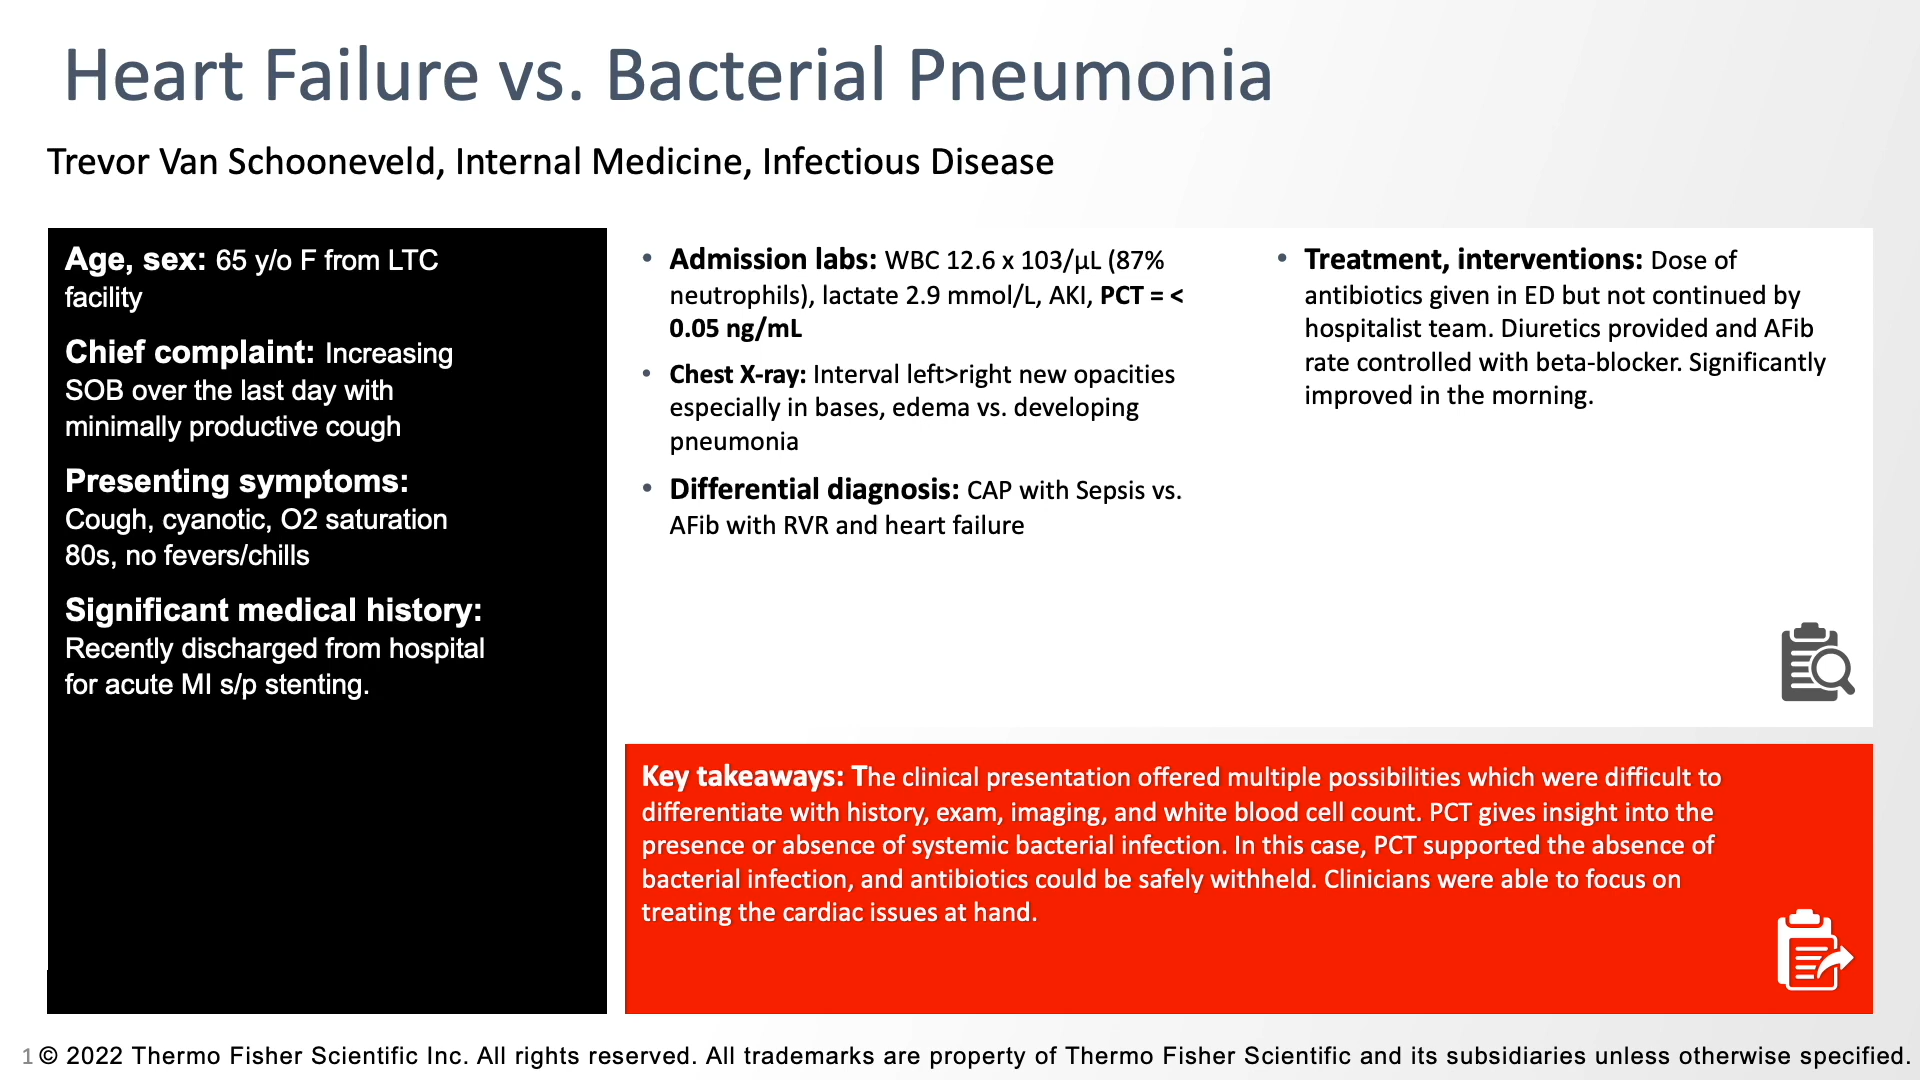 Heart Failure vs. Bacterial Pneumonia
Trevor Van Schooneveld, Internal Medicine, Infectious Disease
Age, sex: 65 y/o F from LTC
facility
Chief complaint: Increasing
SOB over the last day with
minimally productive cough
Presenting symptoms:
Cough, cyanotic, O2 saturation
80s, no fevers/chills
Significant medical history:
Recently discharged from hospital
for acute MI s/p stenting.
• Admission labs: WBC 12.6 x 103/µL (87%
neutrophils), lactate 2.9 mmol/L, AKI, PCT = <
0.05 ng/mL
• Chest X-ray: Interval left>right new opacities
especially in bases, edema vs. developing
pneumonia
• Differential diagnosis: CAP with Sepsis vs.
AFib with RVR and heart failure
• Treatment, interventions: Dose of
antibiotics given in ED but not continued by
hospitalist team. Diuretics provided and AFib
rate controlled with beta-blocker. Significantly
improved in the morning.
Key takeaways: The clinical presentation offered multiple possibilities which were difficult to
differentiate with history, exam, imaging, and white blood cell count. PCT gives insight into the
presence or absence of systemic bacterial infection. In this case, PCT supported the absence of
bacterial infection, and antibiotics could be safely withheld. Clinicians were able to focus on
treating the cardiac issues at hand.
1 © 2022 Thermo Fisher Scientific Inc. All rights reserved. All trademarks are property of Thermo Fisher Scientific and its subsidiaries unless otherwise specified.